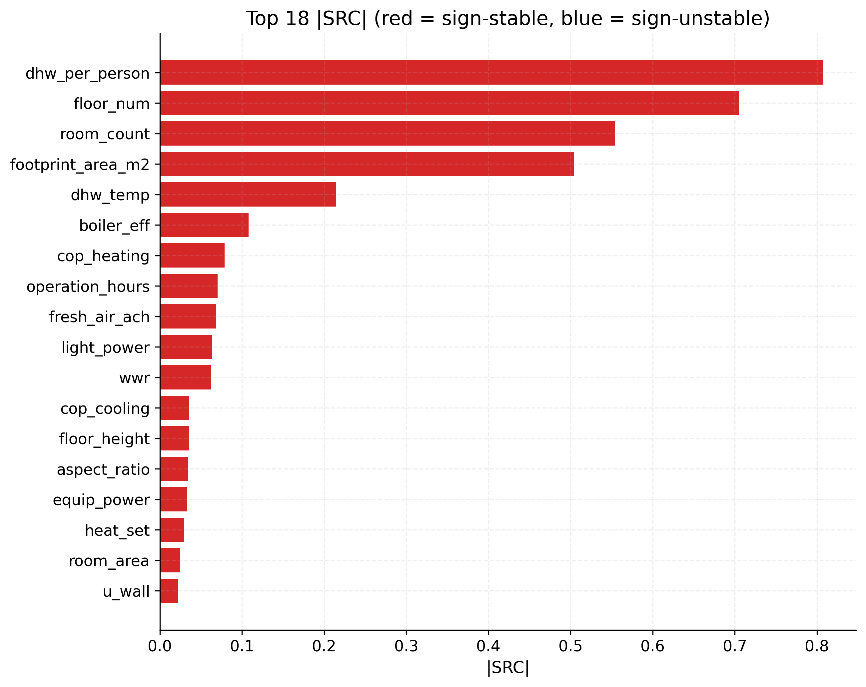 Top 18 |SRC| (red = sign-stable, blue = sign-unstable)
dhw_per_person
floor_num
room_count
footprint_area_m2
dhw_temp
boiler_eff
cop_heating
operation_hours
fresh_air_ach
light_power
wwr
cop_cooling
floor_height
aspect_ratio
equip_power
heat_set
room_area
u_wall
0.0 0.1 0.2 0.3 0.4 0.5 0.6 0.7 0.8
|SRC|